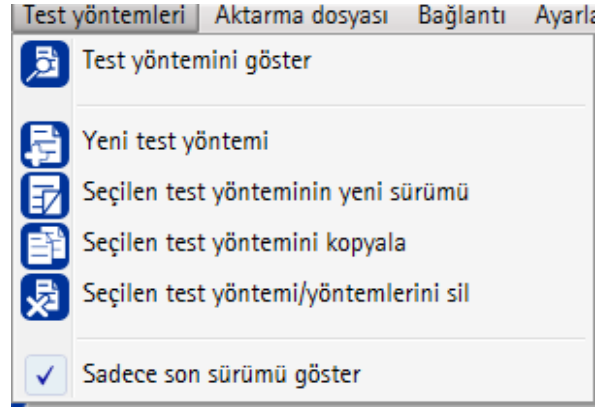 Test yöntemleri Aktarma dosyası Bağlantı
Test yöntemini göster
Yeni test yöntemi
Seçilen test yönteminin yeni sürümü
Seçilen test yöntemini kopyala
Seçilen test yöntemi/yöntemlerini sil
Sadece son sürümü göster